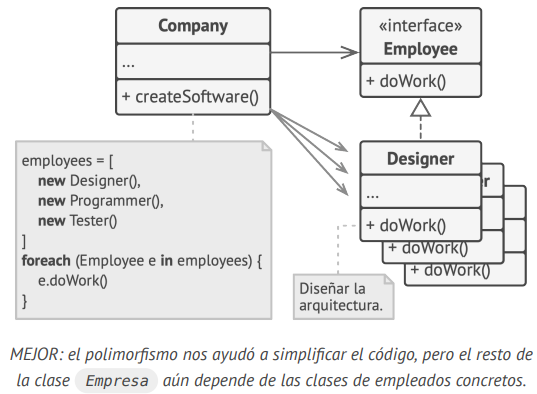 Company
...
+ createSoftware()
«interface»
Employee
+ doWork()
employees = [
new Designer(),
new Programmer(),
new Tester()
]
foreach (Employee e in employees) {
e.doWork()
}
Designer
...
+ doWork()
+ doWork()
+ doWork()
Diseñar la
arquitectura.
MEJOR: el polimorfismo nos ayudó a simplificar el código, pero el resto de
la clase Empresa aún depende de las clases de empleados concretos.